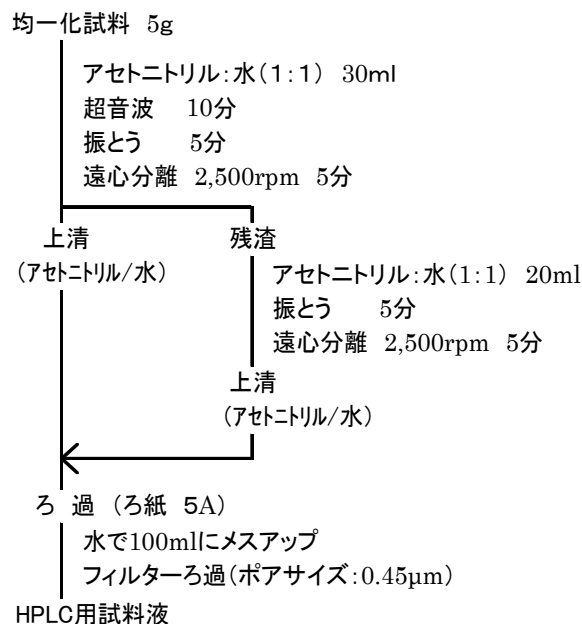 均一化試料 5g
アセトニトリル:水(1:1) 30ml
超音波 10分
振とう 5分
遠心分離 2,500rpm 5分
上清
(アセトニトリル/水)
残渣
アセトニトリル:水(1:1) 20ml
振とう 5分
遠心分離 2,500rpm 5分
上清
(アセトニトリル/水)
ろ 過 (ろ紙 5A)
水で100mlにメスアップ
フィルターろ過(ポアサイズ:0.45μm)
HPLC用試料液